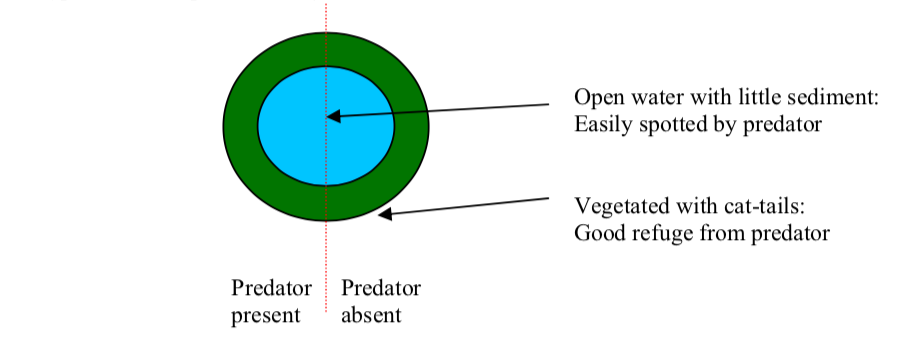 Open water with little sediment:
Easily spotted by predator
Vegetated with cat-tails:
Good refuge from predator
Predator
present
Predator
absent